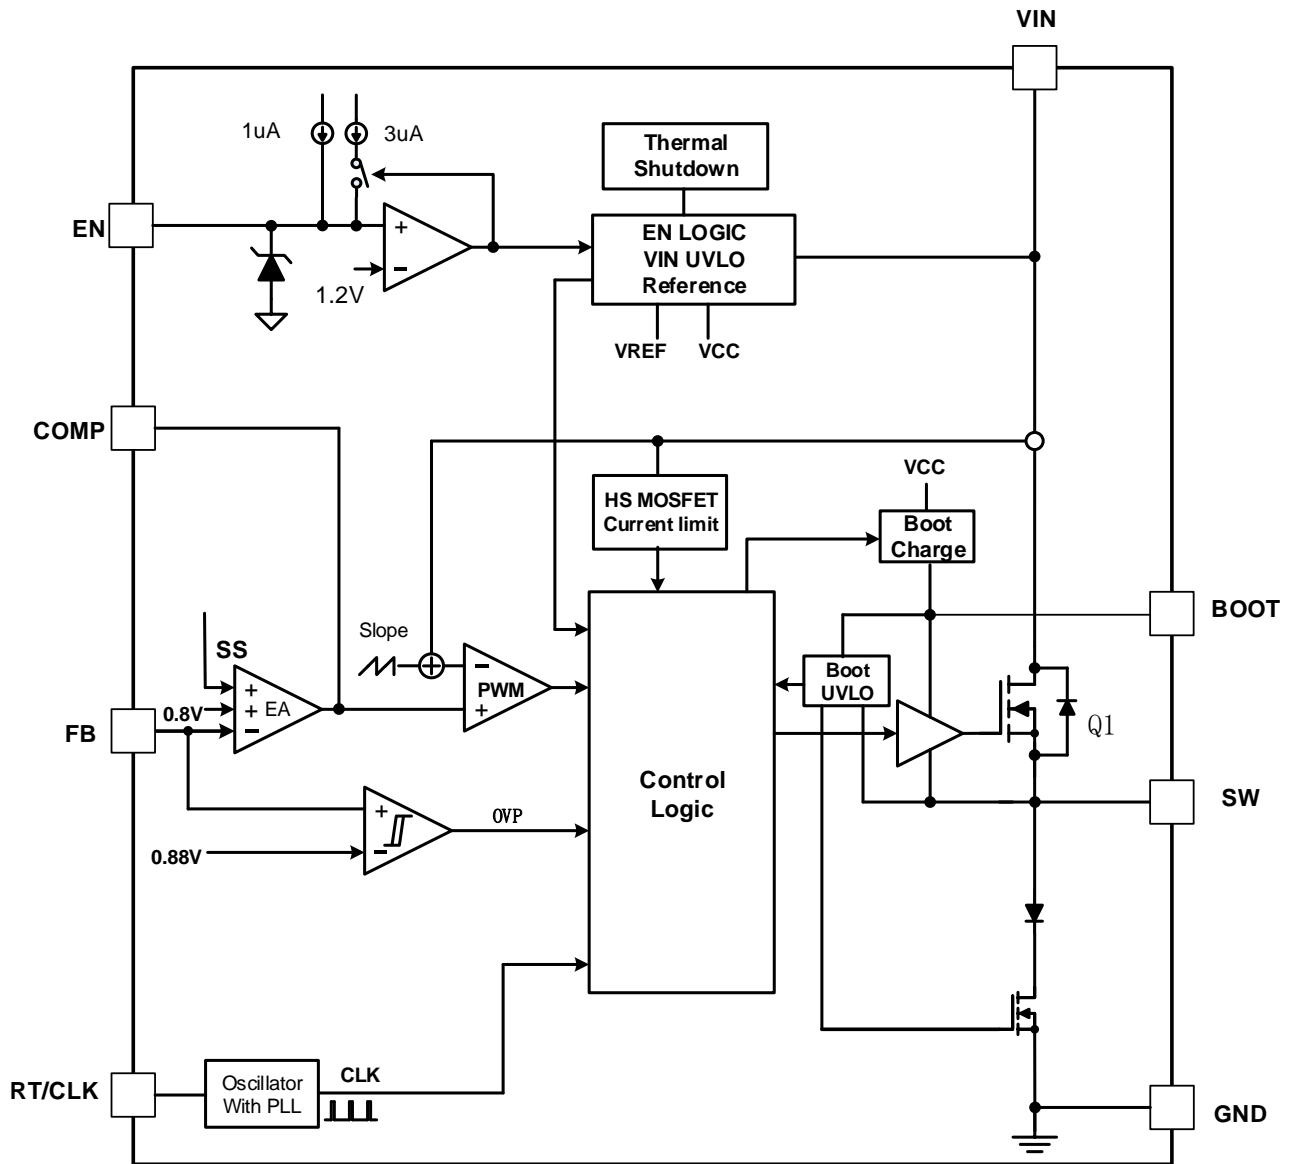 VIN
1uA
3uA
Thermal
Shutdown
EN
+
−
1.2V
EN LOGIC
VIN UVLO
Reference
VREF
VCC
COMP
HS MOSFET
Current limit
VCC
Boot
Charge
BOOT
Slope
SS
+
+
−
EA
0.8V
FB
+
−
PWM
+
Boot
UVLO
Q1
Control
Logic
SW
+
−
OVP
0.88V
RT/CLK
Oscillator
With PLL
CLK
GND